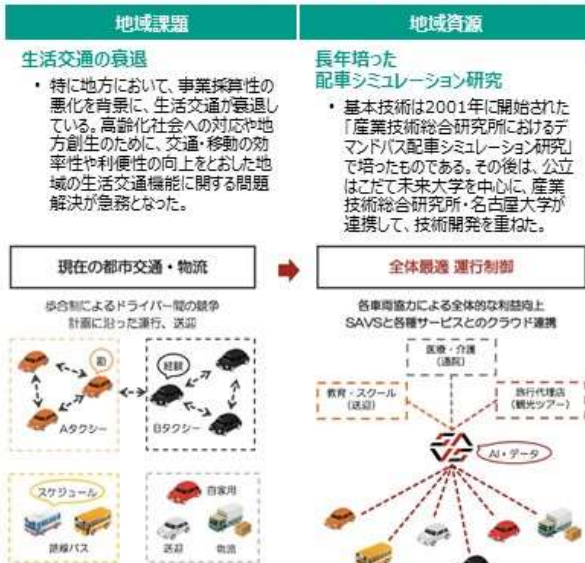 地域課題
地域資源
生活交通の衰退
• 特に地方において、事業採算性の
悪化を背景に、生活交通が衰退し
ている。高齢化社会への対応や地
方創生のために、交通・移動の効
率性や利便性の向上をとおした地
域の生活交通機能に関する問題
解決が急務となった。
長年培った
配車シミュレーション研究
• 基本技術は2001年に開始された
「産業技術総合研究所におけるデ
マンドバス配車シミュレーション研究」
で培ったものである。その後は、公立
はこだて未来大学を中心に、産業
技術総合研究所・名古屋大学が
連携して、技術開発を重ねた。
現在の都市交通・物流
全体最適 運行制御
歩合制によるドライバー間の競争
計画に沿った運行、送迎
勘
Aタクシー
経験
Bタクシー
スケジュール
路線バス
自家用
送迎
物流
各車両協力による全体的な利益向上
SAVSと各種サービスとのクラウド連携
医療・介護
(通院)
教育・スクール
(送迎)
旅行代理店
(観光ツアー)
AI・データ